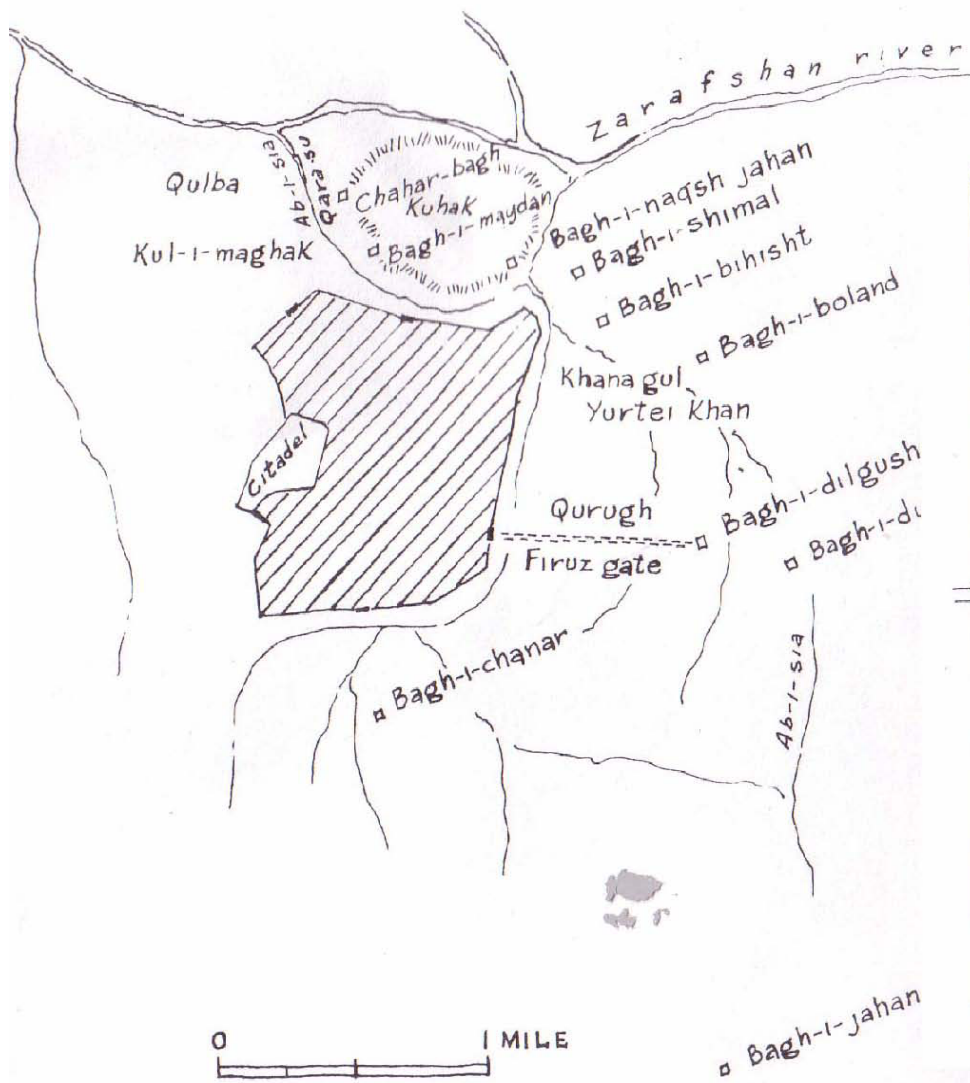 Zarafshan river
Qulba
Ab-i-sia
Qara-su
Chahar-bagh
Kuhak
Bagh-i-maydan
Bagh-i-naqsh jahan
Bagh-i-shimal
Kul-i-maghak
Bagh-i-bihisht
Bagh-i-boland
Khana gul
Yurtei Khan
Citadel
Bagh-i-dilgush
Qurugh
Firuz gate
Bagh-i-di
Bagh-i-chanar
Ab-i-sia
Bagh-i-jahan
0 1 MILE